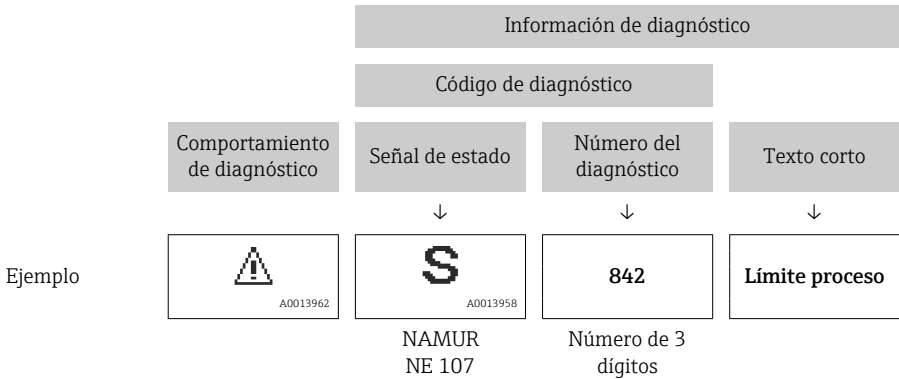 Información de diagnóstico
Código de diagnóstico
Comportamiento
de diagnóstico
Señal de estado
Número del
diagnóstico
Texto corto
↓ ↓ ↓
Ejemplo
A0013962
S
A0013958
842
Límite proceso
NAMUR
NE 107
Número de 3
dígitos